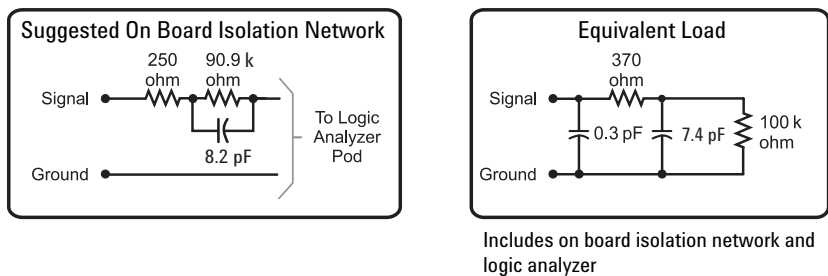 Suggested On Board Isolation Network
250
ohm
90.9 k
ohm
Signal
8.2 pF
Ground
To Logic
Analyzer
Pod
Equivalent Load
370
ohm
Signal
0.3 pF
7.4 pF
100 k
ohm
Ground
Includes on board isolation network and
logic analyzer